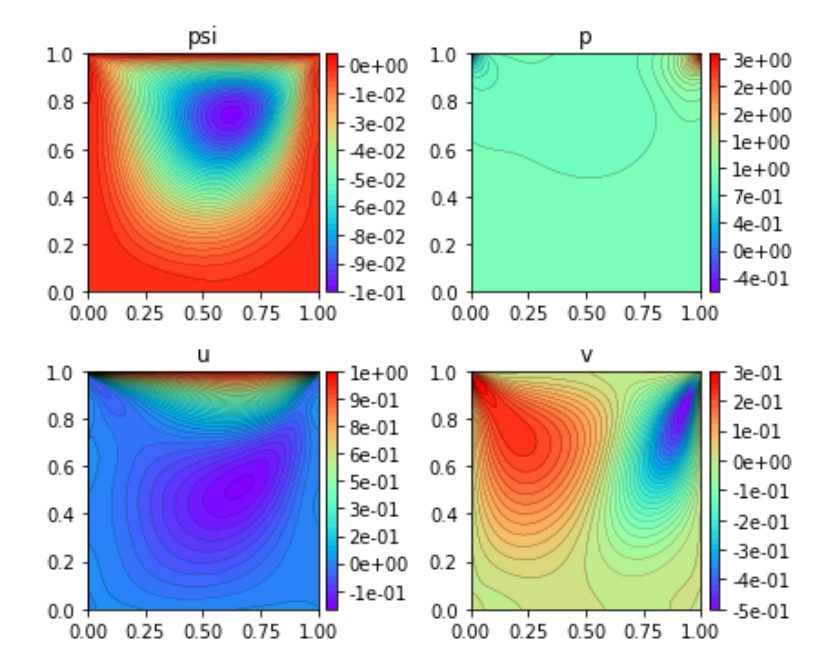 psi
1.0
0.8
0.6
0.4
0.2
0.0
0.00 0.25 0.50 0.75 1.00
0e+00
-1e-02
-3e-02
-4e-02
-5e-02
-6e-02
-8e-02
-9e-02
-1e-01
p
1.0
0.8
0.6
0.4
0.2
0.0
0.00 0.25 0.50 0.75 1.00
3e+00
2e+00
2e+00
1e+00
1e+00
7e-01
4e-01
0e+00
-4e-01
u
1.0
0.8
0.6
0.4
0.2
0.0
0.00 0.25 0.50 0.75 1.00
1e+00
9e-01
8e-01
6e-01
5e-01
3e-01
2e-01
0e+00
-1e-01
v
1.0
0.8
0.6
0.4
0.2
0.0
0.00 0.25 0.50 0.75 1.00
3e-01
2e-01
1e-01
0e+00
-1e-01
-2e-01
-3e-01
-4e-01
-5e-01